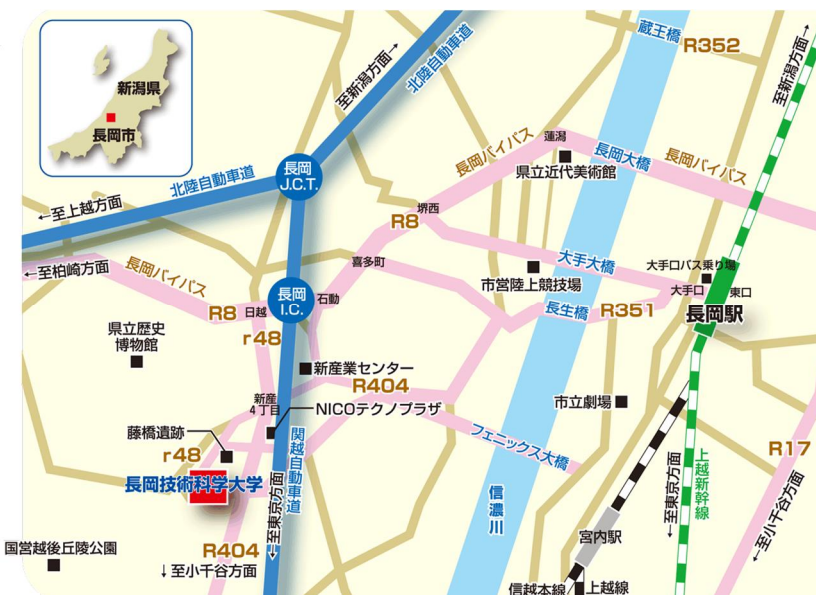 新潟県
長岡市
至新潟方面→
北陸自動車道
蔵王橋
R352
至新潟方面→
長岡
J.C.T.
北陸自動車道
←至上越方面
長岡バイパス
蓮潟
長岡大橋
長岡バイパス
県立近代美術館
R8
堺西
←至柏崎方面
長岡バイパス
喜多町
大手大橋
市営陸上競技場
大手口バス乗り場
大手口
東口
長岡駅
長岡
I.C.
石動
R8
日越
r48
長生橋
R351
県立歴史
博物館
新産業センター
R404
新産
4丁目
NICOテクノプラザ
市立劇場
藤橋遺跡
r48
フェニックス大橋
R17
長岡技術科学大学
関越自動車道
←至東京方面
信濃川
上越新幹線
←至東京方面
←至小千谷方面
宮内駅
国営越後丘陵公園
R404
↓至小千谷方面
信越本線
上越線